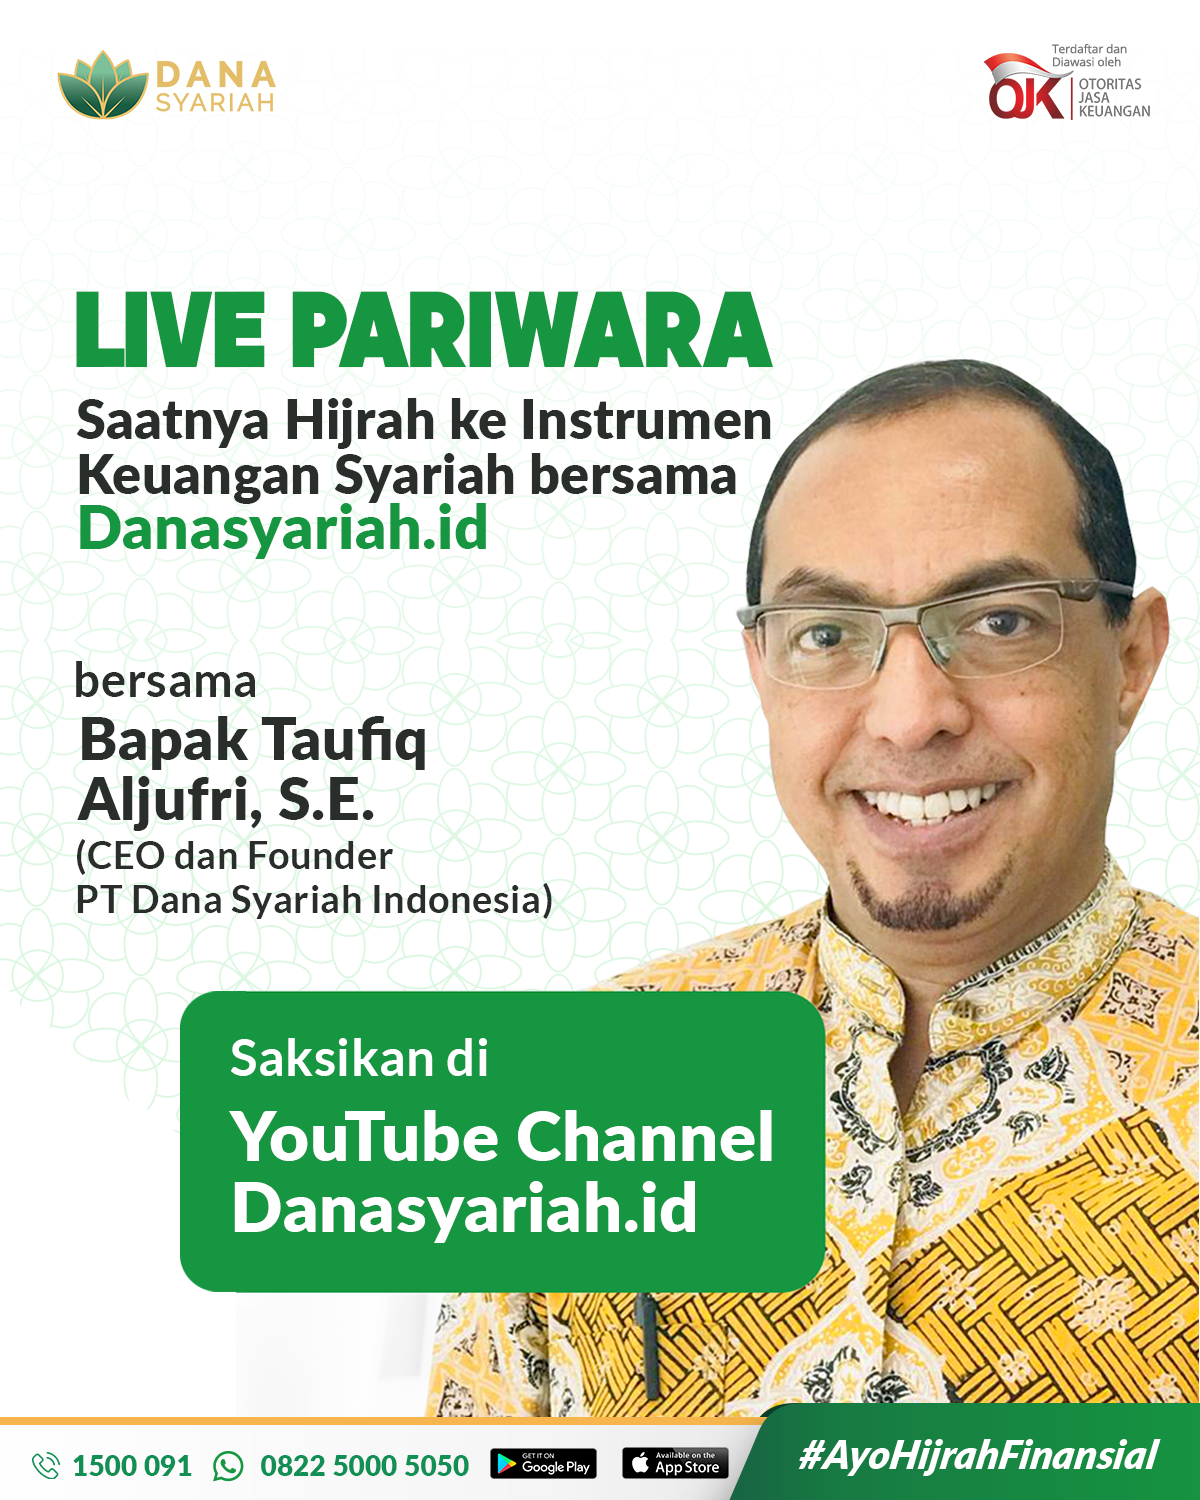 DANA
SYARIAH
Terdaftar dan
Diawasi oleh
OJK
OTORITAS
JASA
KEUANGAN
LIVE PARIWARA
Saatnya Hijrah ke Instrumen
Keuangan Syariah bersama
Danasyariah.id
bersama
Bapak Taufiq
Aljufri, S.E.
(CEO dan Founder
PT Dana Syariah Indonesia)
Saksikan di
YouTube Channel
Danasyariah.id
1500 091
0822 5000 5050
GET IT ON
Google Play
Available on the
App Store
#AyoHijrahFinansial